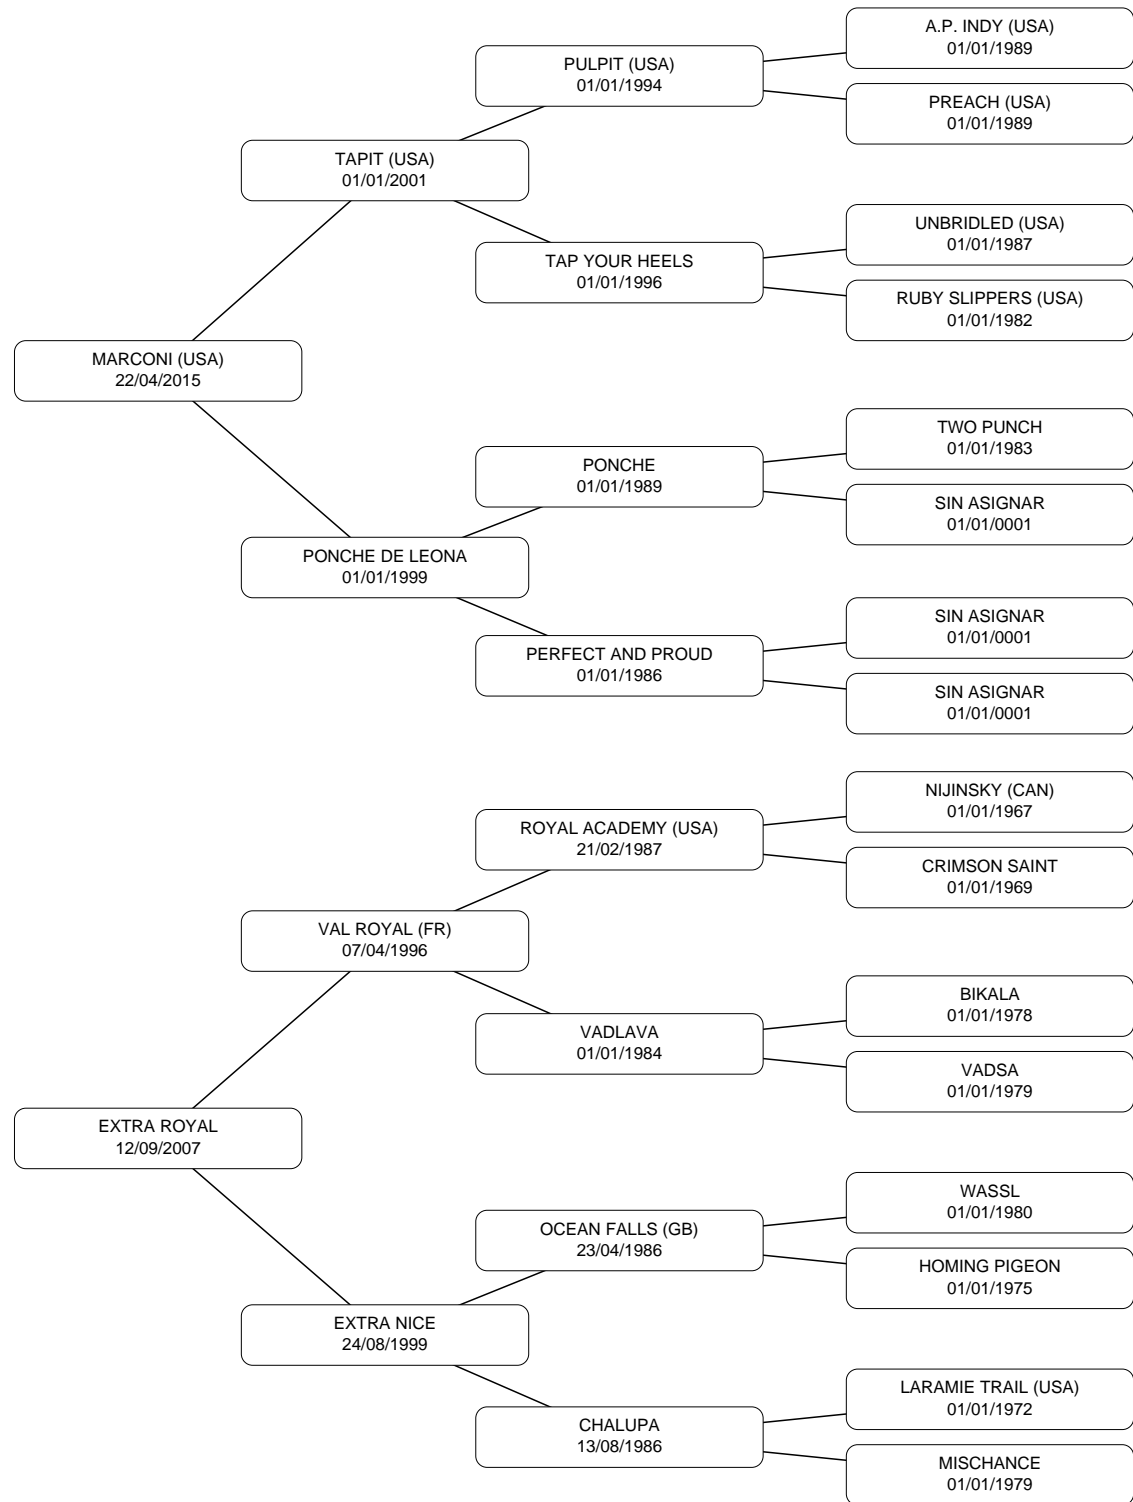 A.P. INDY (USA)
01/01/1989
PULPIT (USA)
01/01/1994
PREACH (USA)
01/01/1989
TAPIT (USA)
01/01/2001
UNBRIDLED (USA)
01/01/1987
TAP YOUR HEELS
01/01/1996
RUBY SLIPPERS (USA)
01/01/1982
MARCONI (USA)
22/04/2015
TWO PUNCH
01/01/1983
PONCHE
01/01/1989
SIN ASIGNAR
01/01/0001
PONCHE DE LEONA
01/01/1999
SIN ASIGNAR
01/01/0001
PERFECT AND PROUD
01/01/1986
SIN ASIGNAR
01/01/0001
NIJINSKY (CAN)
01/01/1967
ROYAL ACADEMY (USA)
21/02/1987
CRIMSON SAINT
01/01/1969
VAL ROYAL (FR)
07/04/1996
BIKALA
01/01/1978
VADLAVA
01/01/1984
VADSA
01/01/1979
EXTRA ROYAL
12/09/2007
WASSL
01/01/1980
OCEAN FALLS (GB)
23/04/1986
HOMING PIGEON
01/01/1975
EXTRA NICE
24/08/1999
LARAMIE TRAIL (USA)
01/01/1972
CHALUPA
13/08/1986
MISCHANCE
01/01/1979